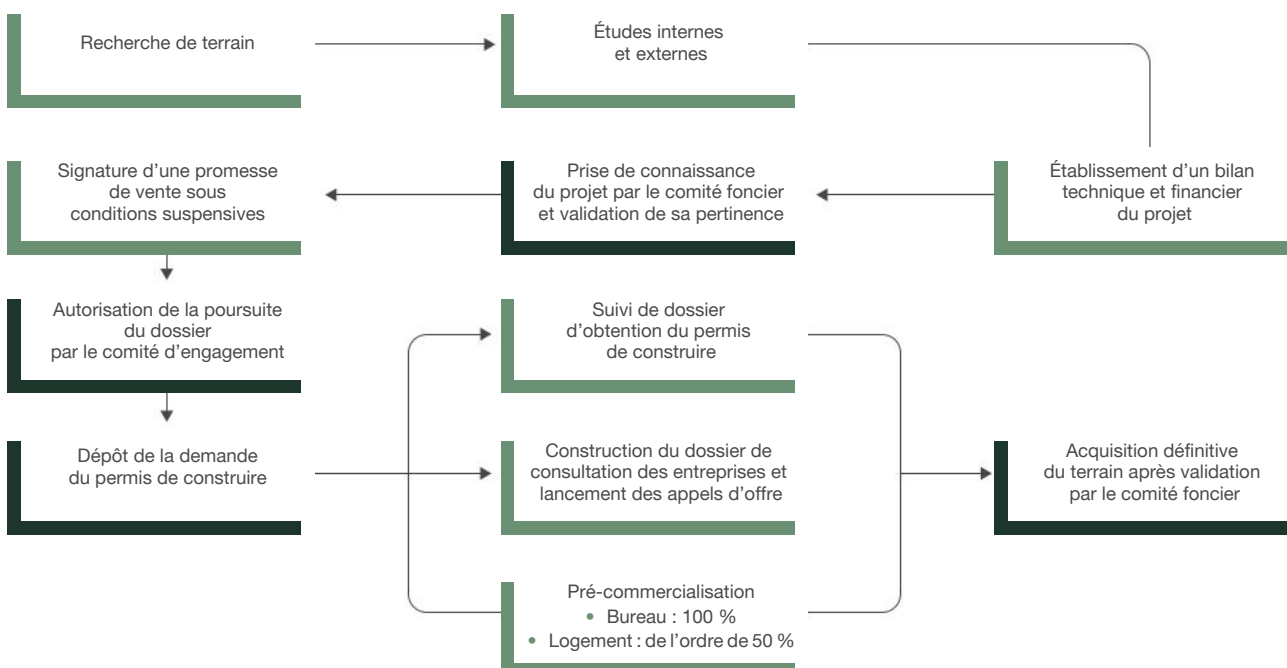 Recherche de terrain
Études internes
et externes
Établissement d'un bilan
technique et financier
du projet
Prise de connaissance
du projet par le comité foncier
et validation de sa pertinence
Signature d'une promesse
de vente sous
conditions suspensives
Autorisation de la poursuite
du dossier
par le comité d'engagement
Dépôt de la demande
du permis de construire
Suivi de dossier
d'obtention du permis
de construire
Construction du dossier de
consultation des entreprises et
lancement des appels d'offre
Pré-commercialisation
• Bureau : 100 %
• Logement : de l'ordre de 50 %
Acquisition définitive
du terrain après validation
par le comité foncier